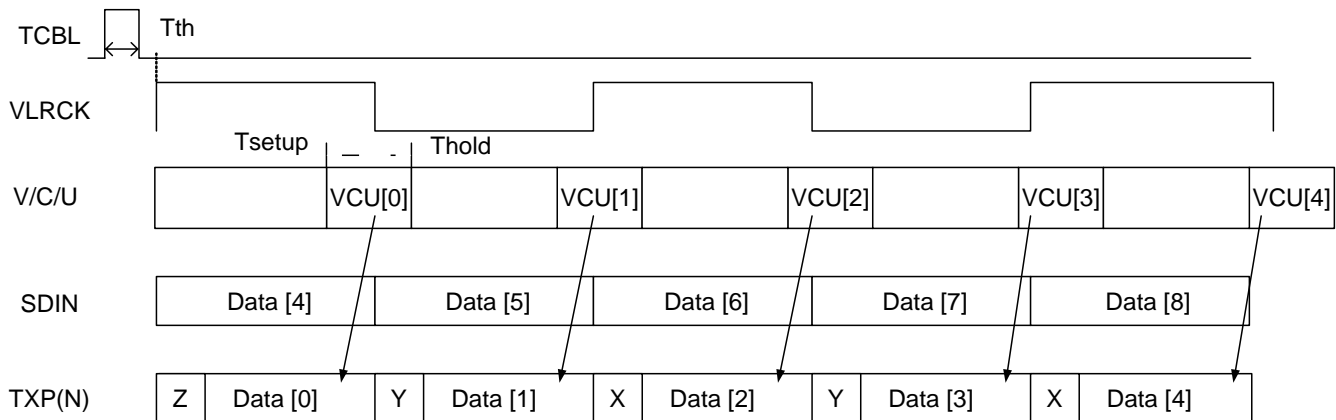 TCBL Tth
VLRCK
Tsetup Thold
V/C/U VCU[0] VCU[1] VCU[2] VCU[3] VCU[4]
SDIN Data [4] Data [5] Data [6] Data [7] Data [8]
TXP(N) Z Data [0] Y Data [1] X Data [2] Y Data [3] X Data [4]